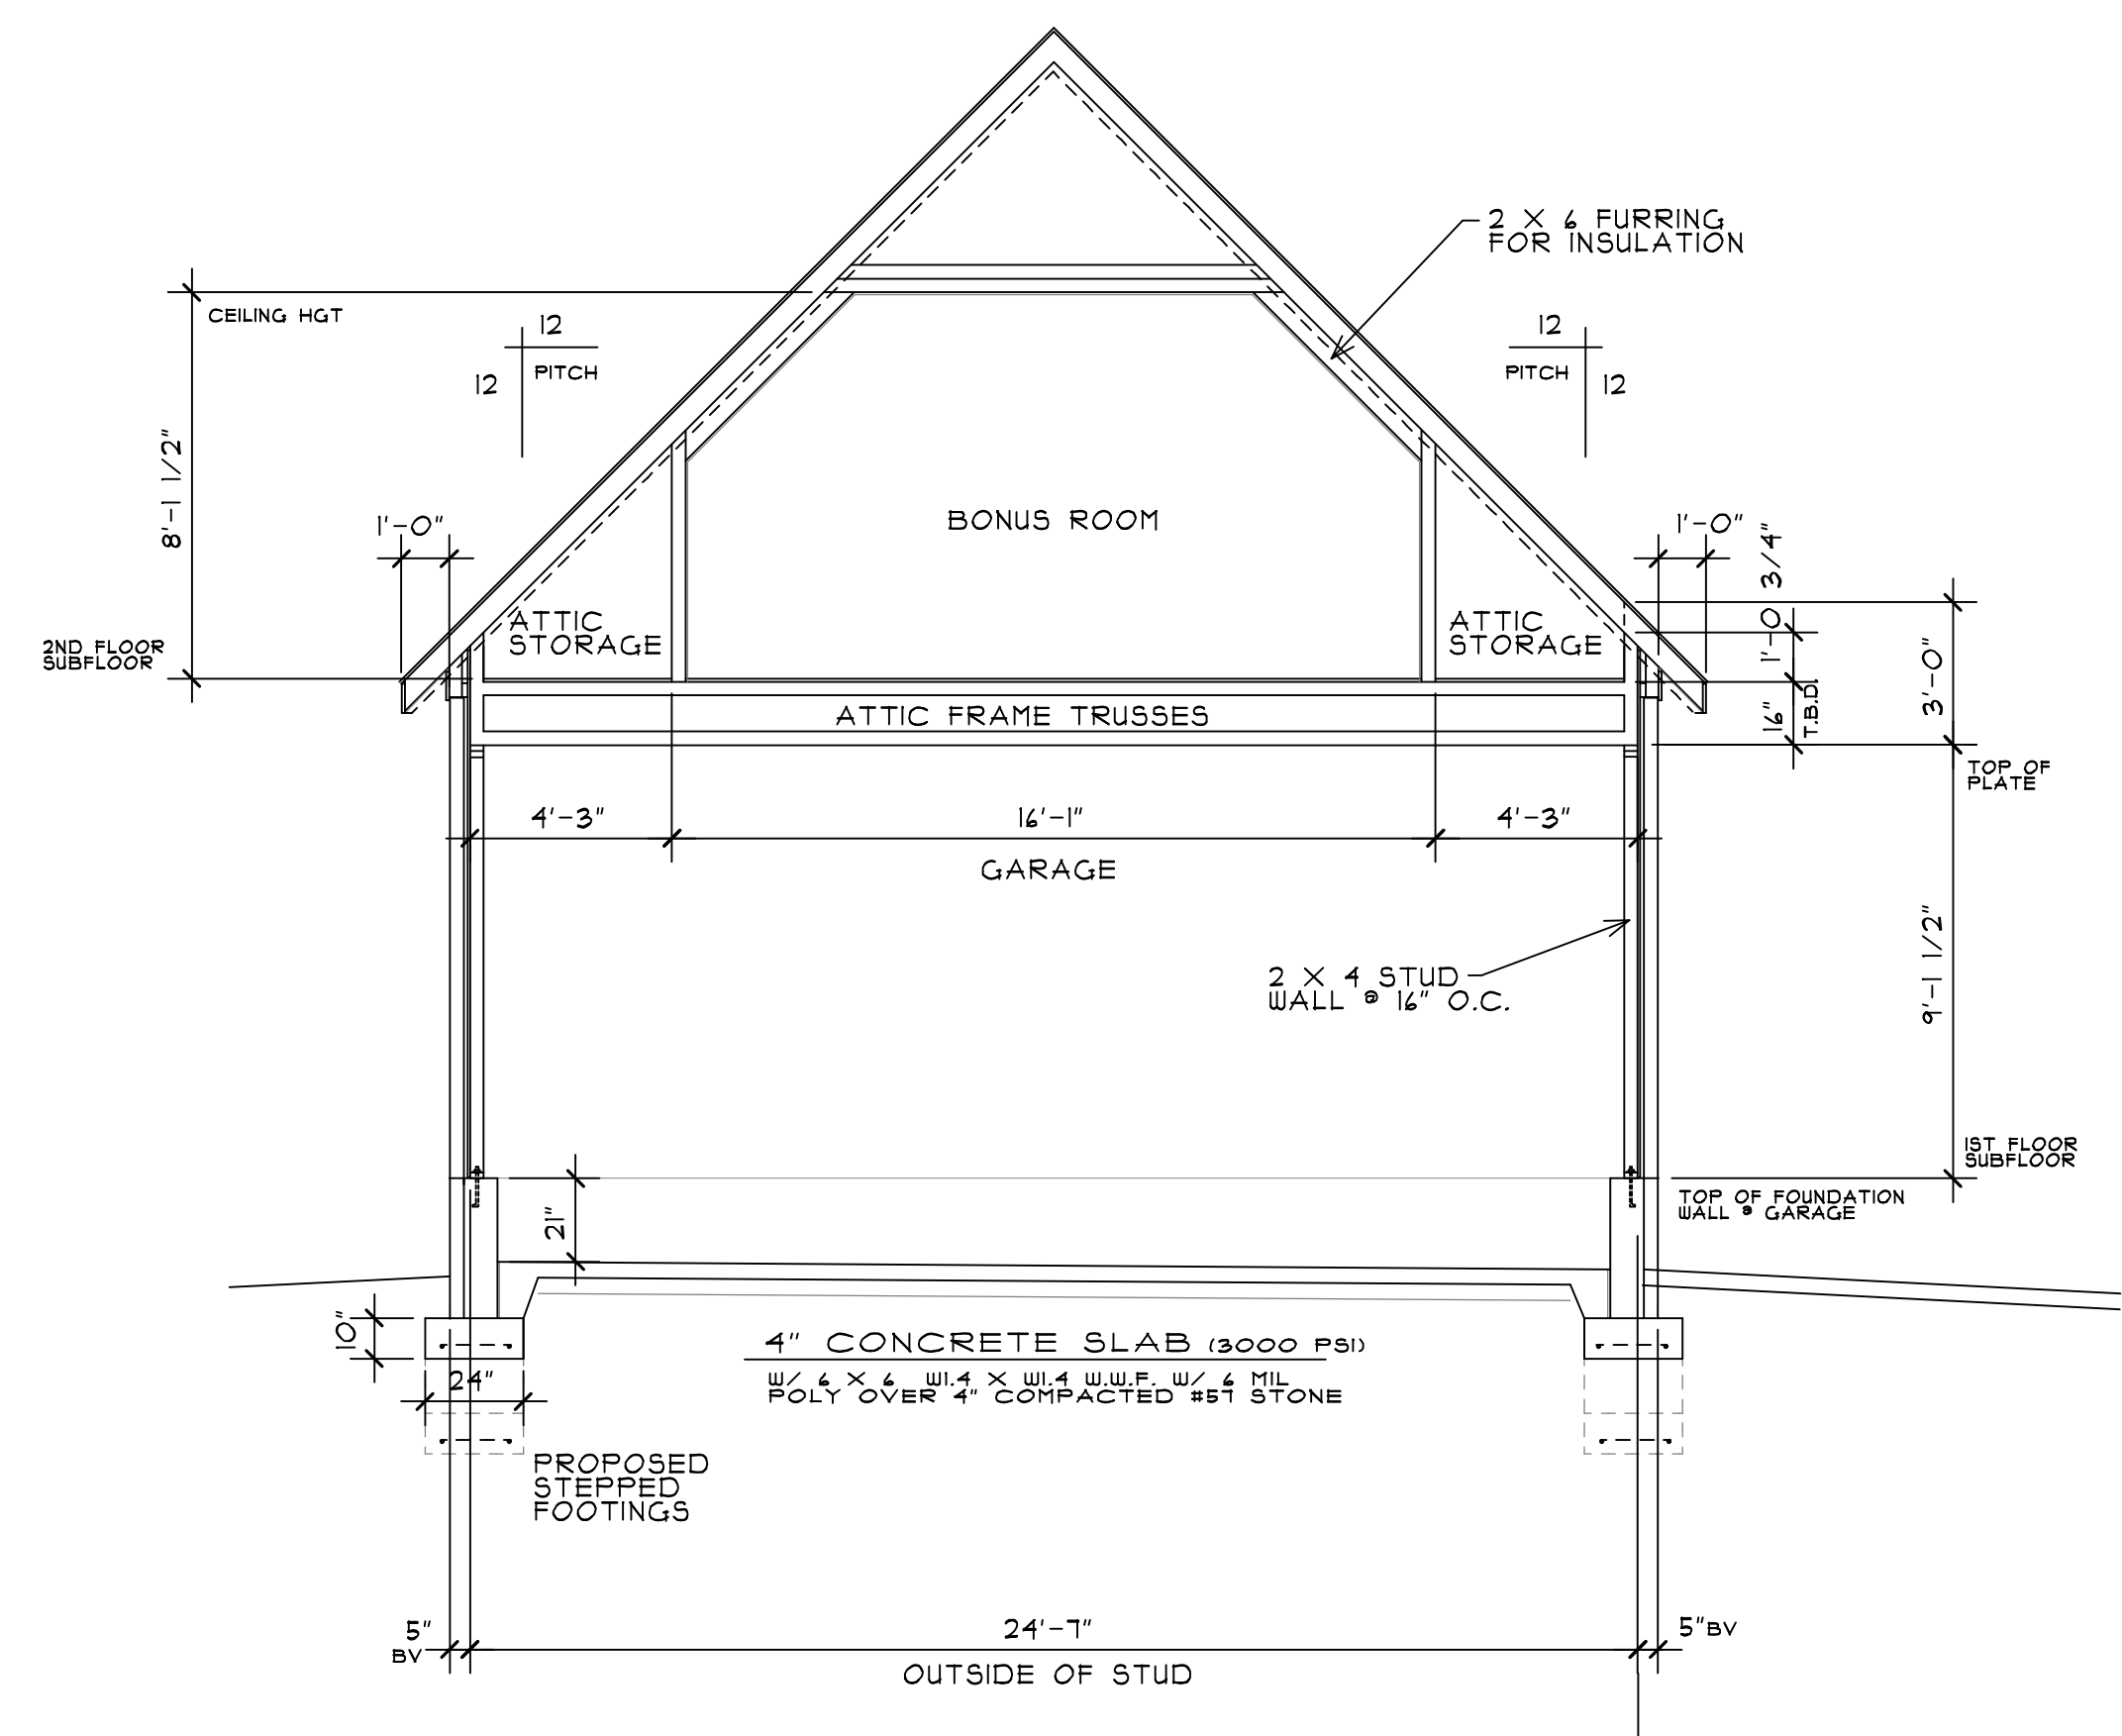 2 X 6 FURRING
FOR INSULATION
CEILING HGT
12
PITCH
12
12
PITCH
12
8'-1 1/2"
1'-0"
BONUS ROOM
1'-0"
1'-0 3/4"
ATTIC
STORAGE
ATTIC
STORAGE
2ND FLOOR
SUBFLOOR
ATTIC FRAME TRUSSES
16"
T.B.D.
3'-0"
TOP OF
PLATE
4'-3"
16'-1"
4'-3"
GARAGE
2 X 4 STUD
WALL @ 16" O.C.
9'-1 1/2"
1ST FLOOR
SUBFLOOR
TOP OF FOUNDATION
WALL @ GARAGE
21"
10"
24"
4" CONCRETE SLAB (3000 PSI)
W/ 6 X 6 W1.4 X W1.4 W.W.F. W/ 6 MIL
POLY OVER 4" COMPACTED #57 STONE
PROPOSED
STEPPED
FOOTINGS
5"
BV
24'-7"
5"BV
OUTSIDE OF STUD